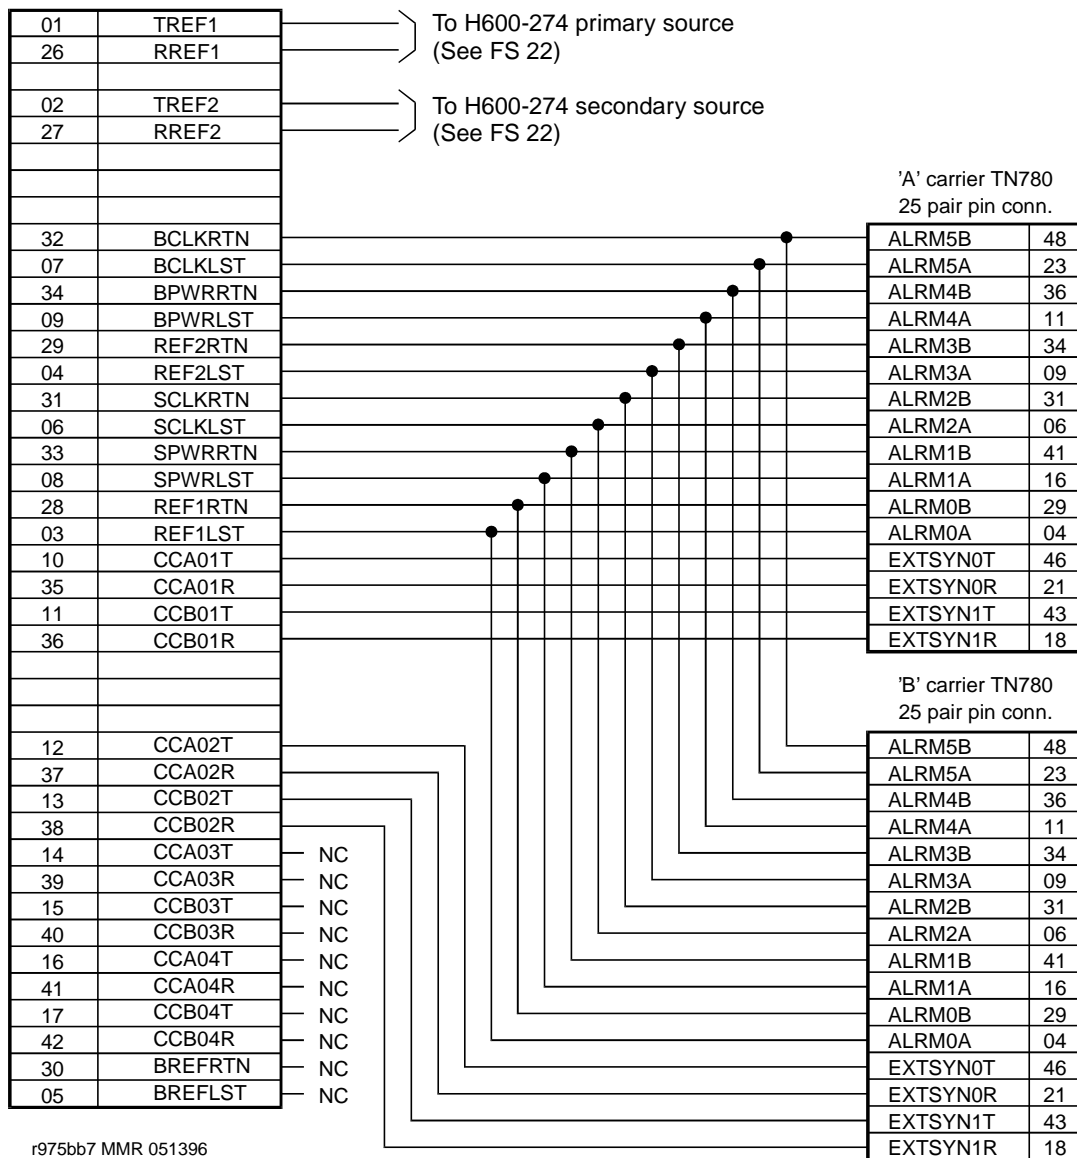 01 TREF1
26 RREF1
To H600-274 primary source
(See FS 22)
02 TREF2
27 RREF2
To H600-274 secondary source
(See FS 22)
'A' carrier TN780
25 pair pin conn.
32 BCLKRTN ALRM5B 48
07 BCLKLST ALRM5A 23
34 BPWRRTN ALRM4B 36
09 BPWRLST ALRM4A 11
29 REF2RTN ALRM3B 34
04 REF2LST ALRM3A 09
31 SCLKRTN ALRM2B 31
06 SCLKLST ALRM2A 06
33 SPWRRTN ALRM1B 41
08 SPWRLST ALRM1A 16
28 REF1RTN ALRM0B 29
03 REF1LST ALRM0A 04
10 CCA01T EXTSYN0T 46
35 CCA01R EXTSYN0R 21
11 CCB01T EXTSYN1T 43
36 CCB01R EXTSYN1R 18
'B' carrier TN780
25 pair pin conn.
12 CCA02T ALRM5B 48
37 CCA02R ALRM5A 23
13 CCB02T ALRM4B 36
38 CCB02R ALRM4A 11
14 CCA03T NC ALRM3B 34
39 CCA03R NC ALRM3A 09
15 CCB03T NC ALRM2B 31
40 CCB03R NC ALRM2A 06
16 CCA04T NC ALRM1B 41
41 CCA04R NC ALRM1A 16
17 CCB04T NC ALRM0B 29
42 CCB04R NC ALRM0A 04
30 BREFRTN NC EXTSYN0T 46
05 BREFLST NC EXTSYN0R 21
EXTSYN1T 43
r975bb7 MMR 051396 EXTSYN1R 18